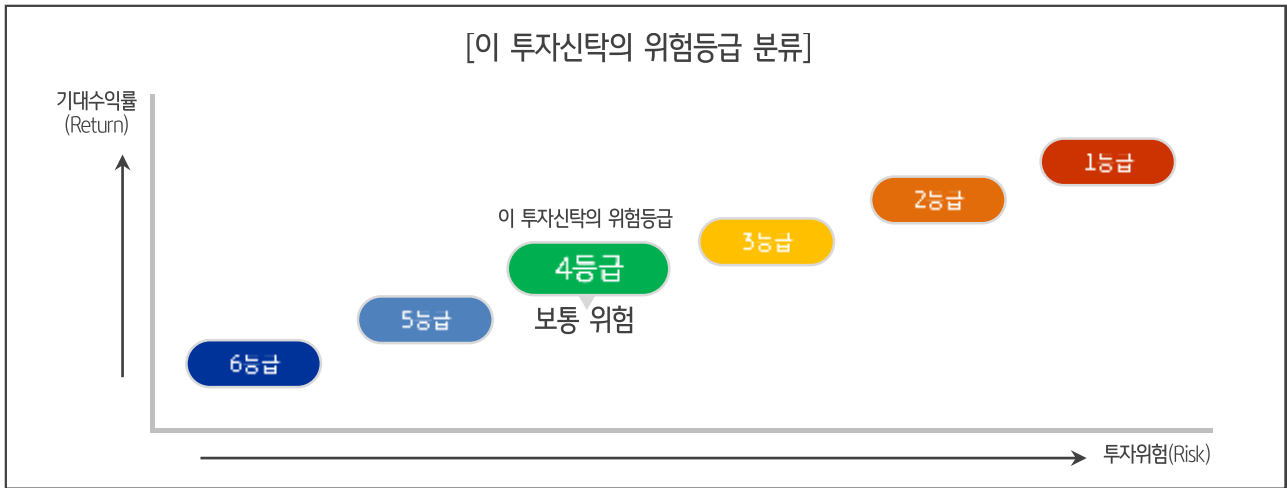 [이 투자신탁의 위험등급 분류]
기대수익률
(Return)
1등급
2등급
이 투자신탁의 위험등급
3등급
4등급
보통 위험
5등급
6등급
투자위험(Risk)